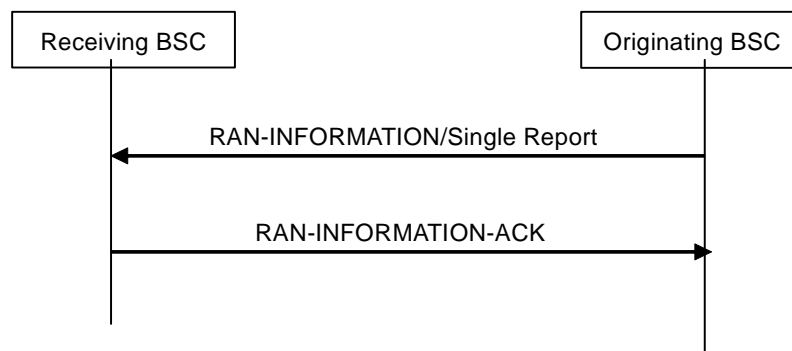 Receiving BSC
Originating BSC
RAN-INFORMATION/Single Report
RAN-INFORMATION-ACK